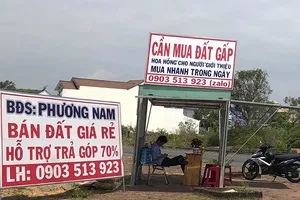 CẦN MUA ĐẤT GẤP
HOA HỒNG CHO NGƯỜI GIỚI THIỆU
MUA NHANH TRONG NGÀY
0903 513 923 (zalo)
BĐS: PHƯƠNG NAM
BÁN ĐẤT GIÁ RẺ
HỖ TRỢ TRẢ GÓP 70%
LH: 0903 513 923